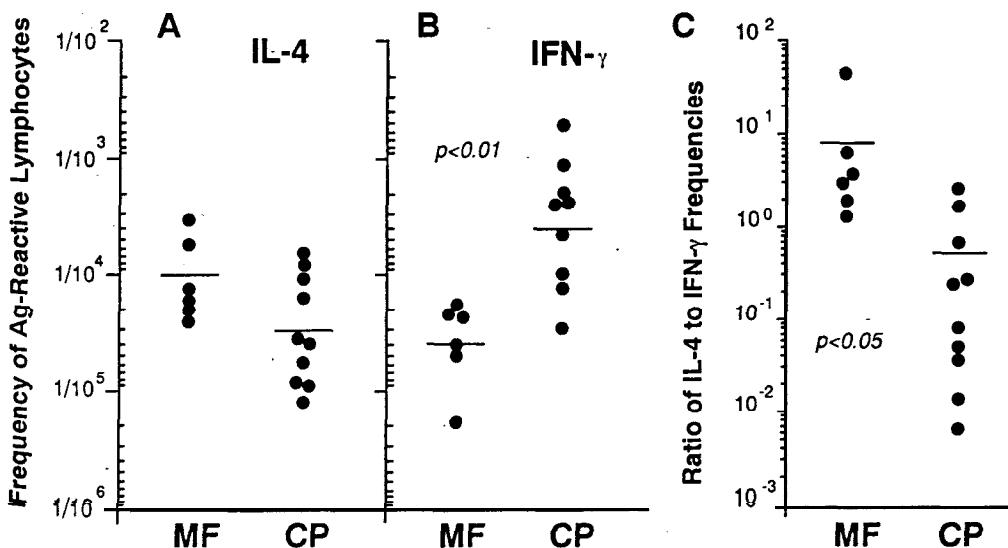 A
IL-4
B
IFN-γ
C
Frequency of Ag-Reactive Lymphocytes
1/10²
1/10³
1/10⁴
1/10⁵
1/10⁶
p<0.01
MF
CP
MF
CP
Ratio of IL-4 to IFN-γ Frequencies
10²
10¹
10⁰
10⁻¹
10⁻²
10⁻³
p<0.05
MF
CP